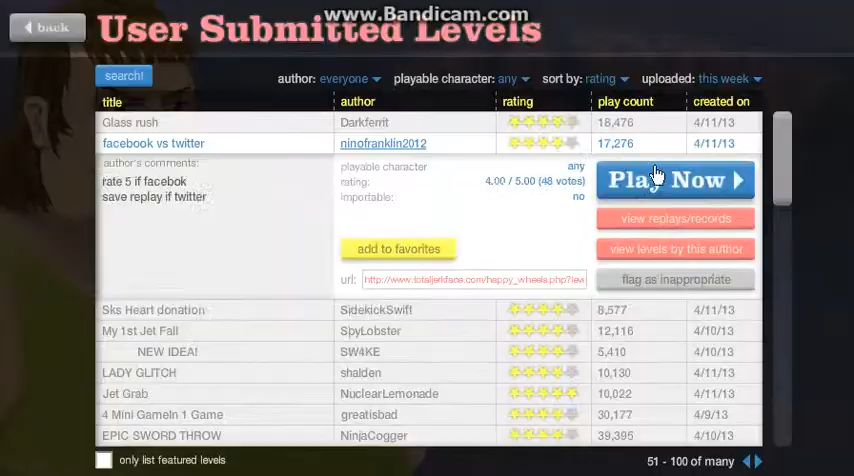 www.Bandicam.com
back
User Submitted Levels
search!
author: everyone playable character: any sort by: rating uploaded: this week
title author rating play count created on
Glass rush Darkferrit 18,476 4/11/13
facebook vs twitter ninofranklin2012 17,276 4/11/13
author's comments:
rate 5 if facebok
save replay if twitter
playable character any
rating: 4.00 / 5.00 (48 votes)
importable: no
add to favorites
url: http://www.totaljerkface.com/happy_wheels.php?leve
Play Now
view replays/records
view levels by this author
flag as inappropriate
Sks Heart donation SidekickSwift 8,577 4/11/13
My 1st Jet Fall SpyLobster 12,116 4/10/13
NEW IDEA! SW4KE 5,410 4/10/13
LADY GLITCH shalden 10,130 4/11/13
Jet Grab NuclearLemonade 10,022 4/11/13
4 Mini GameIn 1 Game greatisbad 30,177 4/9/13
EPIC SWORD THROW NinjaCogger 39,395 4/10/13
only list featured levels 51 - 100 of many